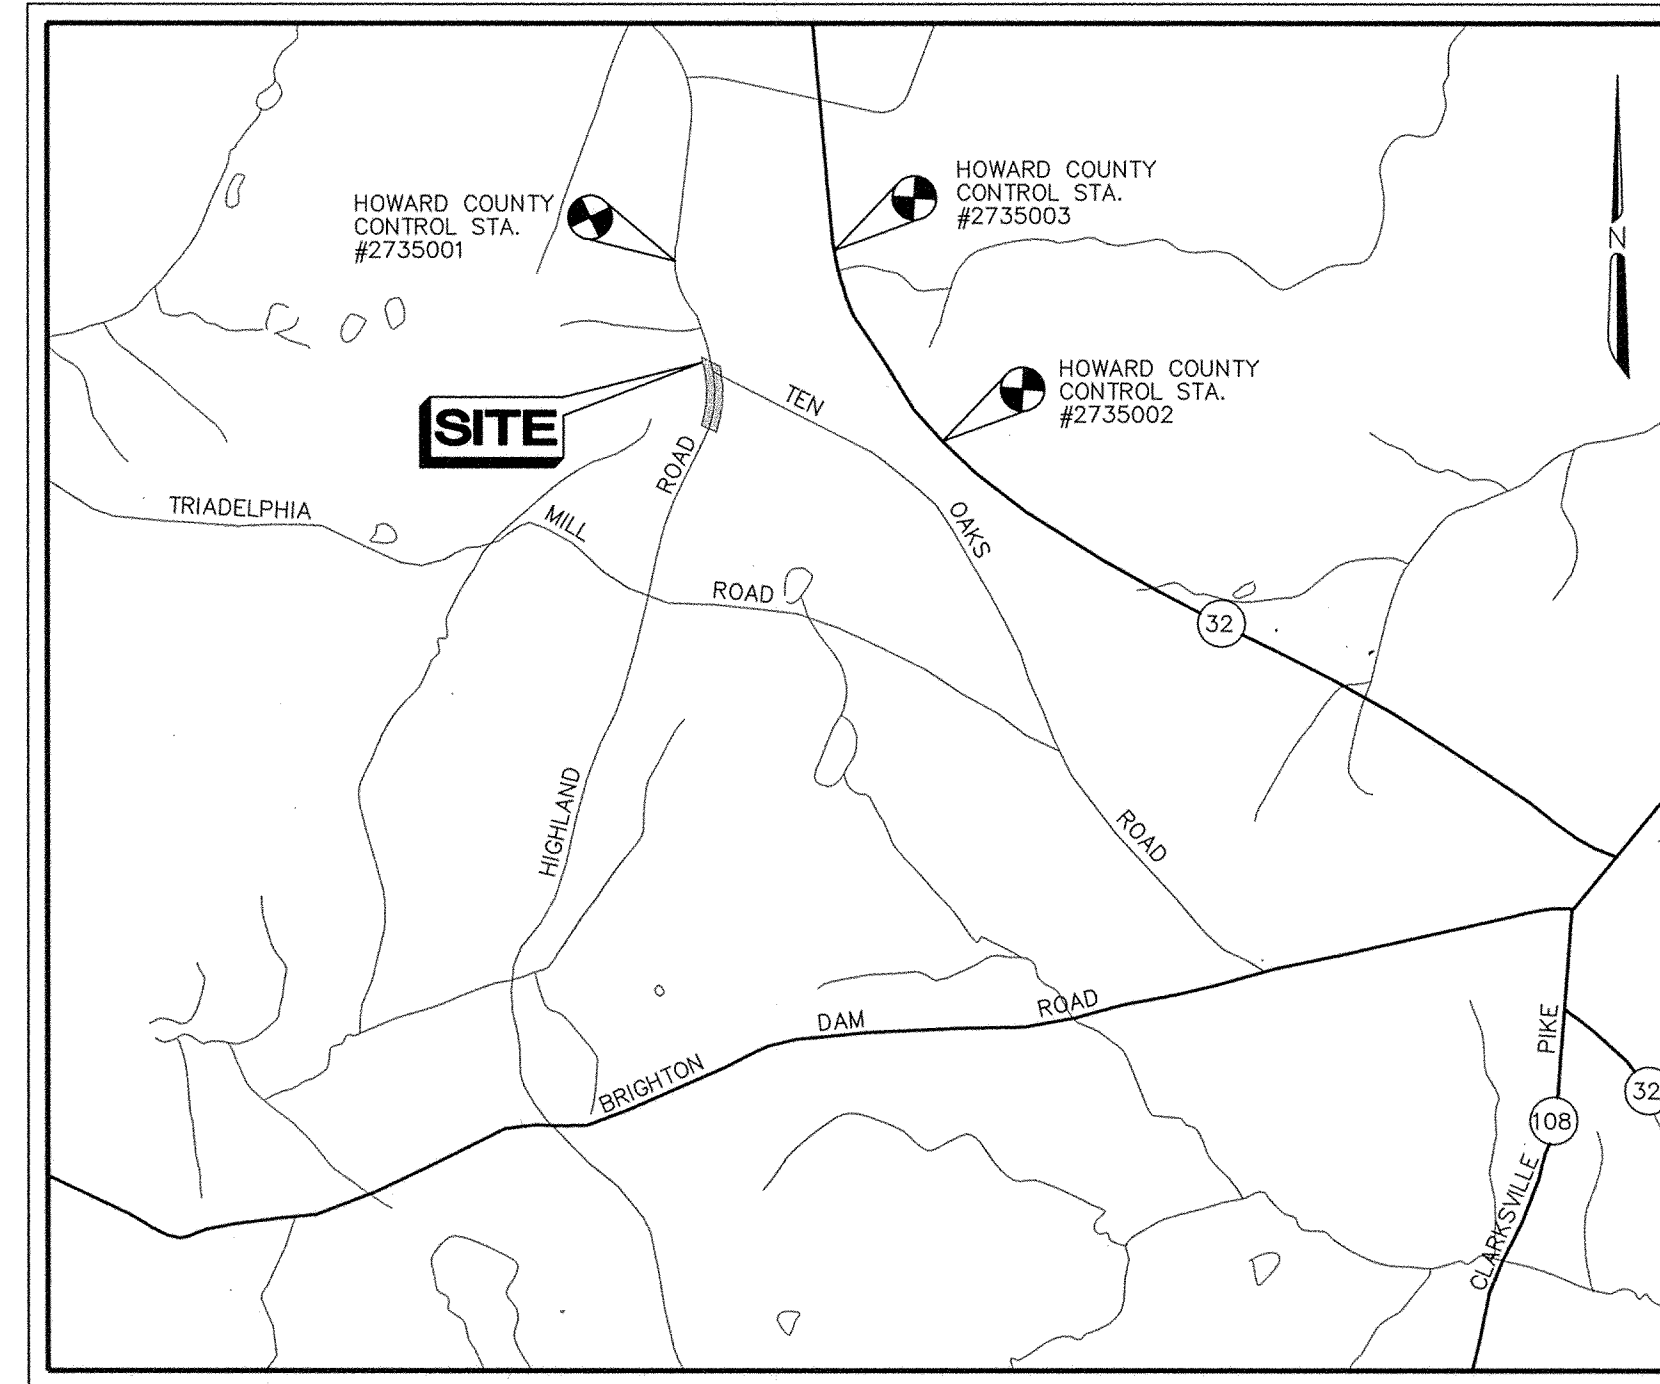 HOWARD COUNTY
CONTROL STA.
#2735003
HOWARD COUNTY
CONTROL STA.
#2735001
N
HOWARD COUNTY
CONTROL STA.
#2735002
SITE
TEN
ROAD
TRIADELPHIA
MILL
OAKS
ROAD
32
HIGHLAND
ROAD
DAM
ROAD
BRIGHTON
PIKE
32
108
CLARKSVILLE